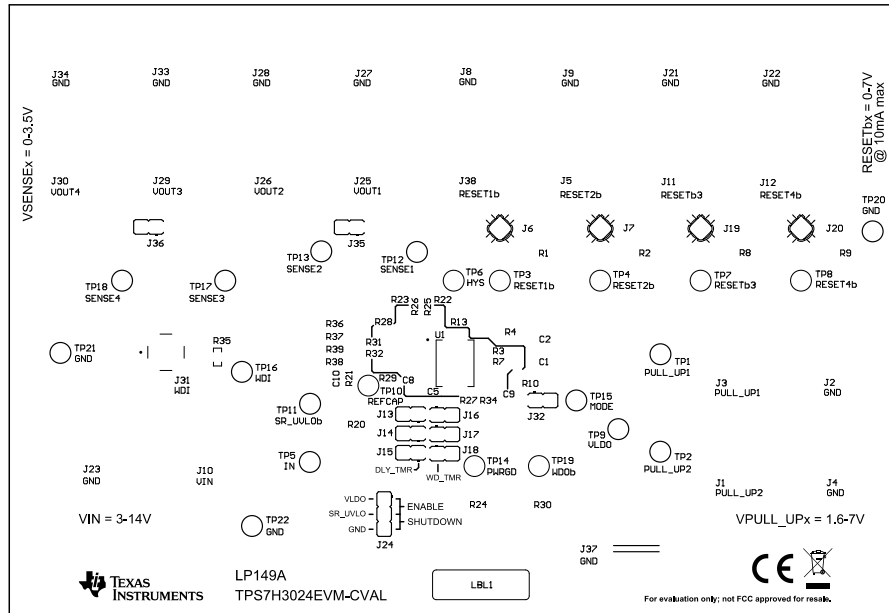 J34
GND
J33
GND
J28
GND
J27
GND
J8
GND
J9
GND
J21
GND
J22
GND
VSENSEx = 0-3.5V
RESETbx = 0-7V
@ 10mA max
J30
VOUT4
J29
VOUT3
J26
VOUT2
J25
VOUT1
J38
RESET1b
J5
RESET2b
J11
RESETb3
J12
RESET4b
TP20
GND
J36
J35
J6
J7
J19
J20
TP13
SENSE2
TP12
SENSE1
R1
R2
R8
R9
TP18
SENSE4
TP17
SENSE3
TP6
HYS
TP3
RESET1b
TP4
RESET2b
TP7
RESETb3
TP8
RESET4b
R23
R26
R25
R22
R36
R28
R13
R37
R31
U1
R4
C2
R35
R39
R32
R3
R38
R7
C1
TP21
GND
J31
WDI
TP16
WDI
C10
R21
R29
C8
R10
TP10
REFCAP
C5
C9
TP1
PULL_UP1
J3
PULL_UP1
J2
GND
TP11
SR_UVLOb
R27
R34
J32
TP15
MODE
J13
J16
R20
J14
J17
TP9
VLDO
J15
J18
TP5
IN
DLY_TMR
WD_TMR
TP14
PWRGD
TP19
WDOb
TP2
PULL_UP2
J23
GND
J10
VIN
J1
PULL_UP2
J4
GND
VLDO
SR_UVLO
GND
ENABLE
SHUTDOWN
J24
R24
R30
VIN = 3-14V
TP22
GND
VPULL_UPx = 1.6-7V
J37
GND
TEXAS
INSTRUMENTS
LP149A
TPS7H3024EVM-CVAL
LBL1
CE
For evaluation only; not FCC approved for resale.